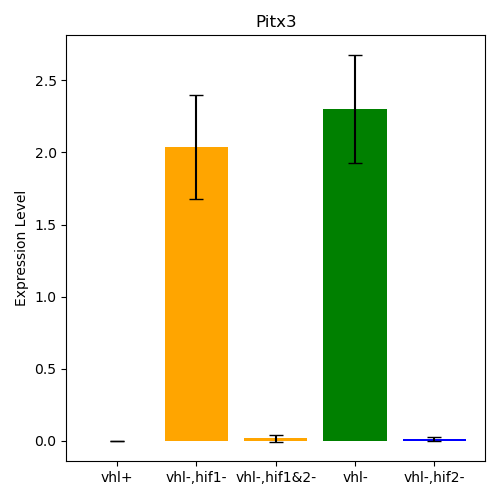 Pitx3
Expression Level
2.5
2.0
1.5
1.0
0.5
0.0
vhl+
vhl-,hif1-
vhl-,hif1&2-
vhl-
vhl-,hif2-